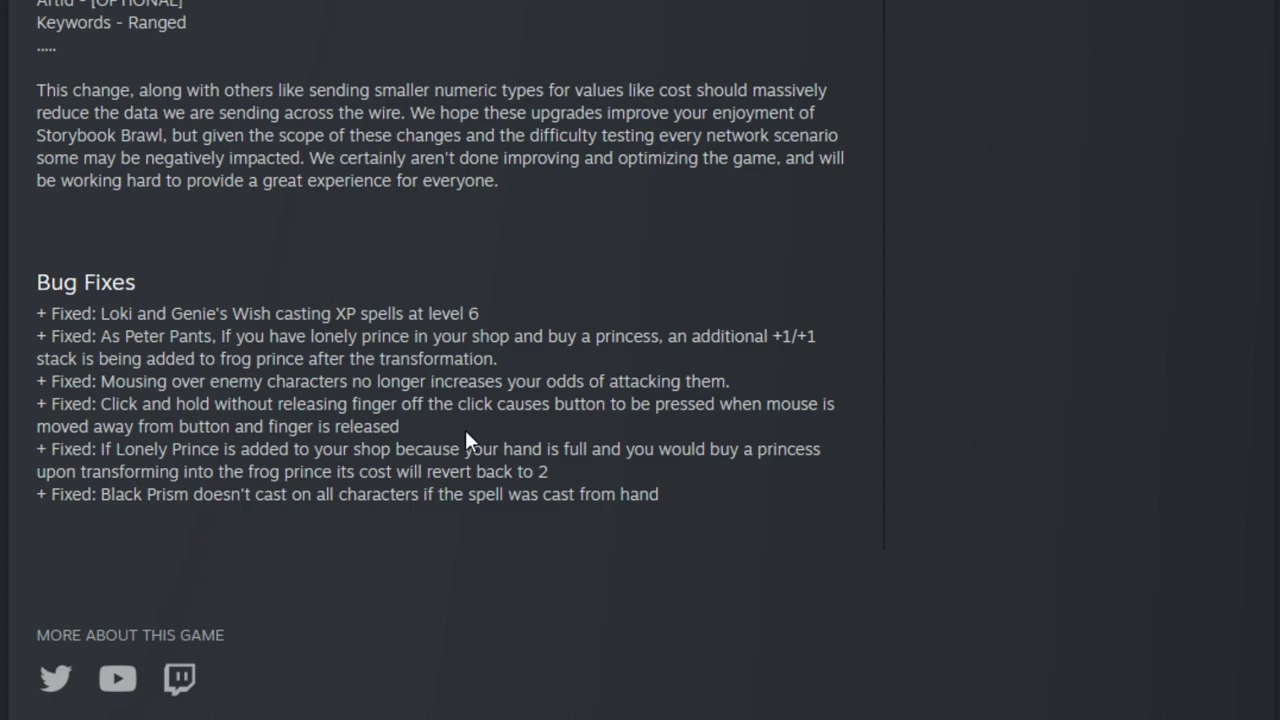 ArtId - [OPTIONAL]
Keywords - Ranged
.....
This change, along with others like sending smaller numeric types for values like cost should massively
reduce the data we are sending across the wire. We hope these upgrades improve your enjoyment of
Storybook Brawl, but given the scope of these changes and the difficulty testing every network scenario
some may be negatively impacted. We certainly aren't done improving and optimizing the game, and will
be working hard to provide a great experience for everyone.
Bug Fixes
+ Fixed: Loki and Genie's Wish casting XP spells at level 6
+ Fixed: As Peter Pants, If you have lonely prince in your shop and buy a princess, an additional +1/+1
stack is being added to frog prince after the transformation.
+ Fixed: Mousing over enemy characters no longer increases your odds of attacking them.
+ Fixed: Click and hold without releasing finger off the click causes button to be pressed when mouse is
moved away from button and finger is released
+ Fixed: If Lonely Prince is added to your shop because your hand is full and you would buy a princess
upon transforming into the frog prince its cost will revert back to 2
+ Fixed: Black Prism doesn't cast on all characters if the spell was cast from hand
MORE ABOUT THIS GAME